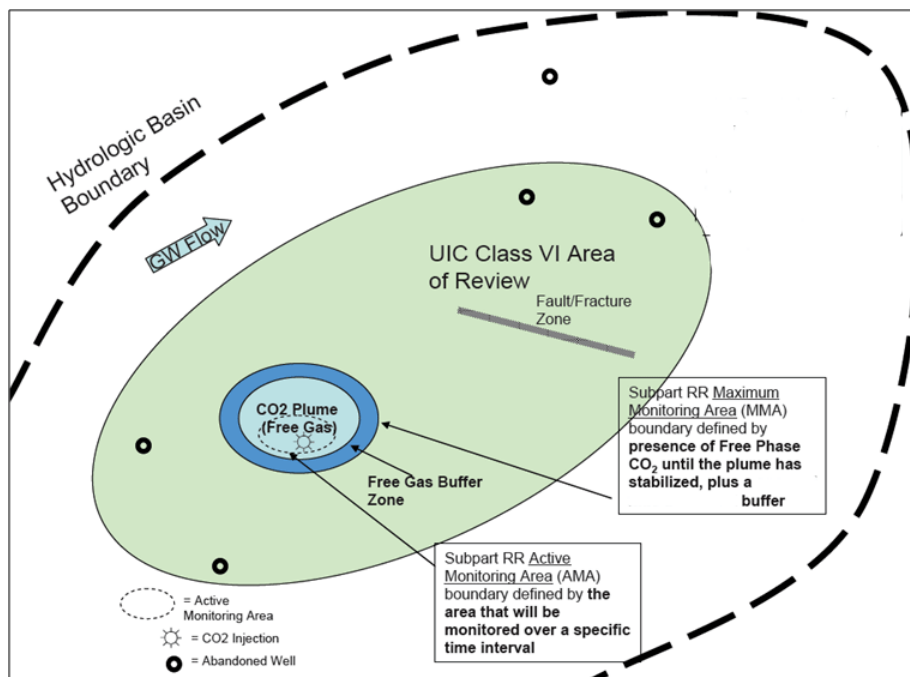 Hydrologic Basin
Boundary
GW Flow
UIC Class VI Area
of Review
Fault/Fracture
Zone
CO2 Plume
(Free Gas)
Free Gas Buffer
Zone
Subpart RR Maximum
Monitoring Area (MMA)
boundary defined by
presence of Free Phase
CO₂ until the plume has
stabilized, plus a
buffer
Subpart RR Active
Monitoring Area (AMA)
boundary defined by the
area that will be
monitored over a specific
time interval
= Active
Monitoring Area
= CO2 Injection
= Abandoned Well